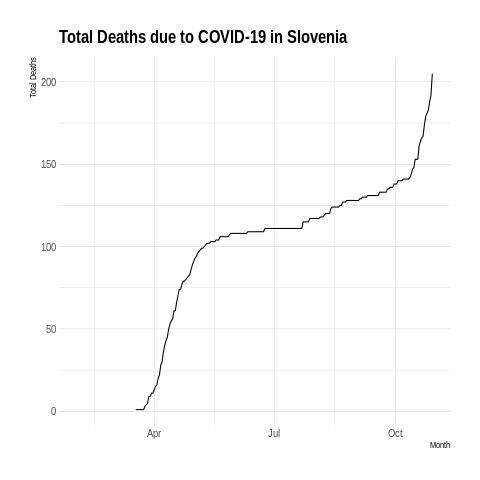 Total Deaths due to COVID-19 in Slovenia
Total Deaths
200
150
100
50
0
Apr
Jul
Oct
Month